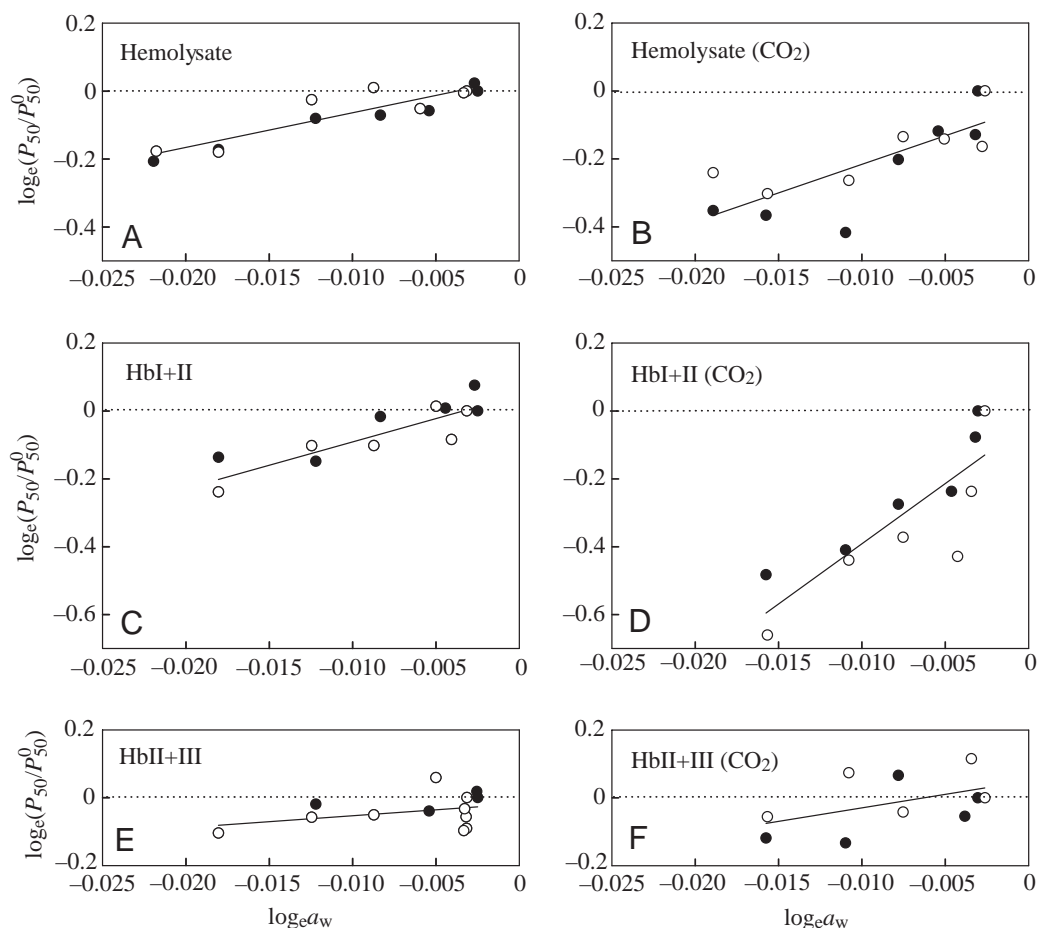 0.2
0
–0.2
–0.4
logₑ(P₅₀/P⁰₅₀)
Hemolysate
A
–0.025 –0.020 –0.015 –0.010 –0.005 0
0.2
0
–0.2
–0.4
Hemolysate (CO₂)
B
–0.025 –0.020 –0.015 –0.010 –0.005 0
0.2
0
–0.2
–0.4
–0.6
logₑ(P₅₀/P⁰₅₀)
HbI+II
C
–0.025 –0.020 –0.015 –0.010 –0.005 0
0.2
0
–0.2
–0.4
–0.6
HbI+II (CO₂)
D
–0.025 –0.020 –0.015 –0.010 –0.005 0
0.2
0
–0.2
logₑ(P₅₀/P⁰₅₀)
HbII+III
E
–0.025 –0.020 –0.015 –0.010 –0.005 0
logₑa_w
0.2
0
–0.2
HbII+III (CO₂)
F
–0.025 –0.020 –0.015 –0.010 –0.005 0
logₑa_w